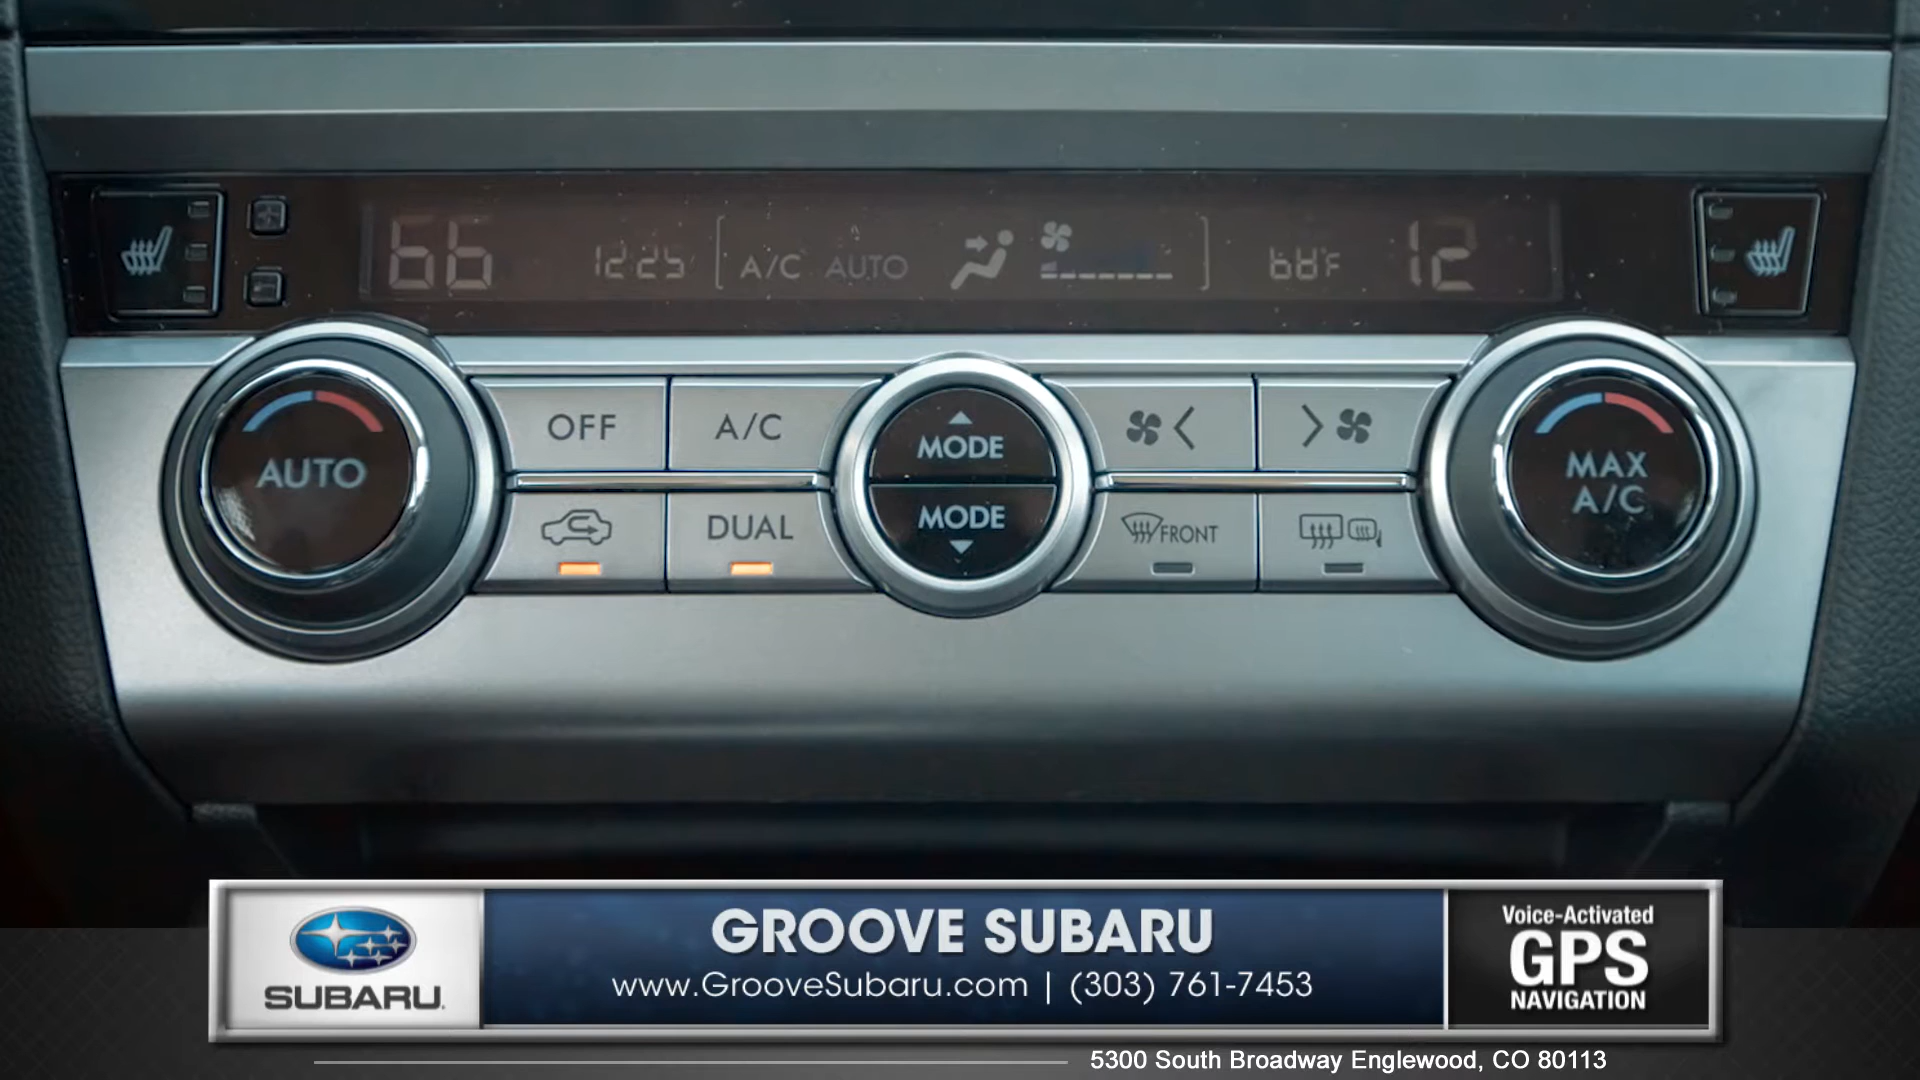 66 12:25 A/C AUTO 68°F 72
AUTO
OFF
A/C
MODE
MODE
DUAL
FRONT
MAX
A/C
SUBARU
GROOVE SUBARU
www.GrooveSubaru.com | (303) 761-7453
Voice-Activated
GPS
NAVIGATION
5300 South Broadway Englewood, CO 80113